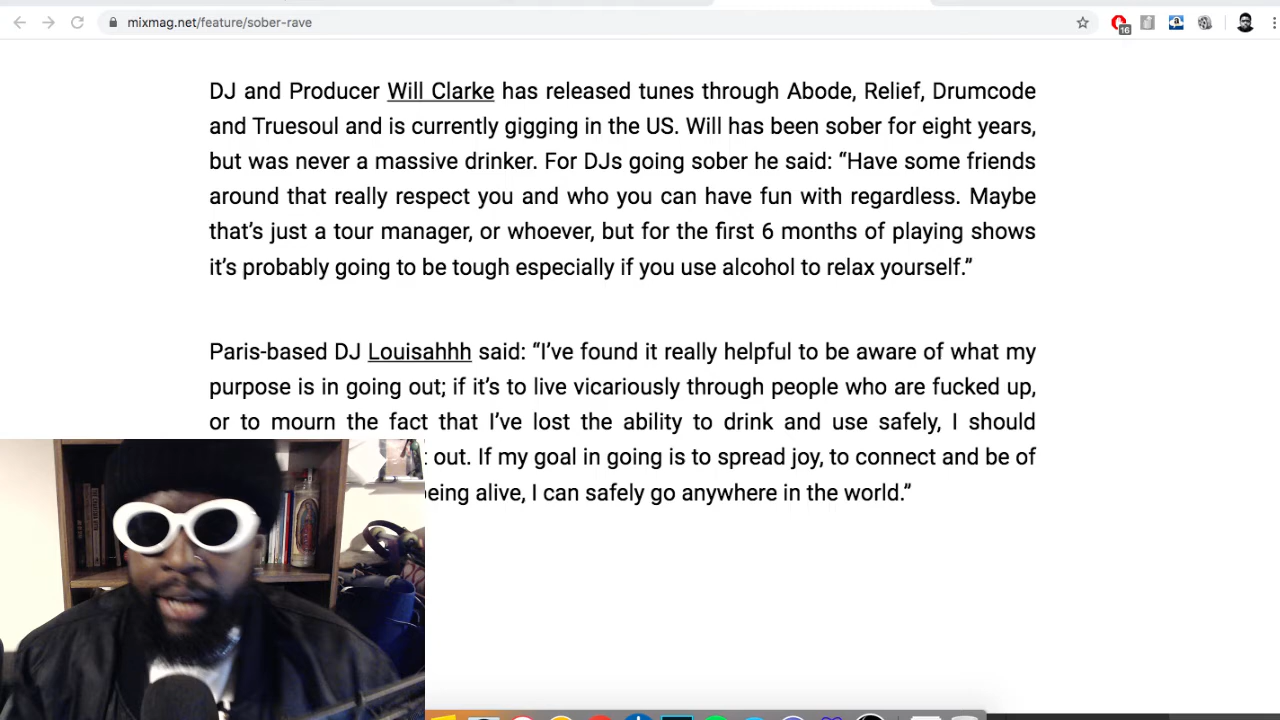 mixmag.net/feature/sober-rave
16
DJ and Producer Will Clarke has released tunes through Abode, Relief, Drumcode
and Truesoul and is currently gigging in the US. Will has been sober for eight years,
but was never a massive drinker. For DJs going sober he said: “Have some friends
around that really respect you and who you can have fun with regardless. Maybe
that’s just a tour manager, or whoever, but for the first 6 months of playing shows
it’s probably going to be tough especially if you use alcohol to relax yourself.”
Paris-based DJ Louisahhh said: “I’ve found it really helpful to be aware of what my
purpose is in going out; if it’s to live vicariously through people who are fucked up,
or to mourn the fact that I’ve lost the ability to drink and use safely, I should
out. If my goal in going is to spread joy, to connect and be of
being alive, I can safely go anywhere in the world.”